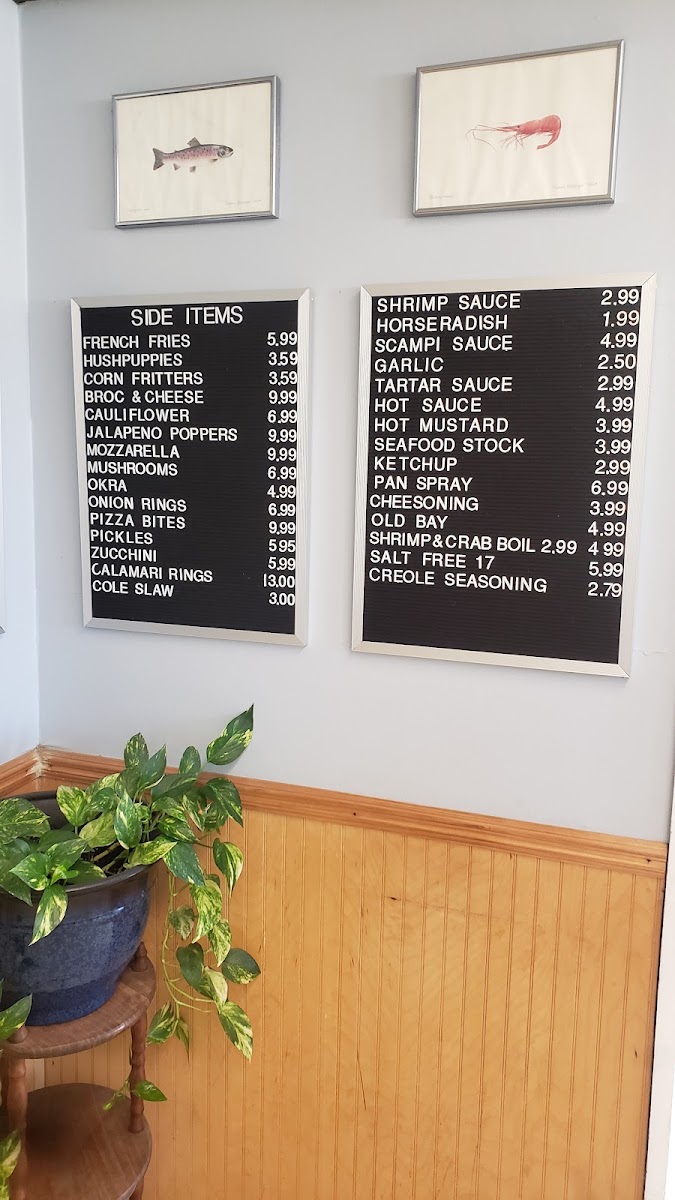 SIDE ITEMS
FRENCH FRIES 5.99
HUSHPUPPIES 3.59
CORN FRITTERS 3.59
BROC & CHEESE 9.99
CAULIFLOWER 6.99
JALAPENO POPPERS 9.99
MOZZARELLA 9.99
MUSHROOMS 6.99
OKRA 4.99
ONION RINGS 6.99
PIZZA BITES 9.99
PICKLES 5 95
ZUCCHINI 5.99
CALAMARI RINGS 13.00
COLE SLAW 3.00
SHRIMP SAUCE 2.99
HORSERADISH 1.99
SCAMPI SAUCE 4.99
GARLIC 2.50
TARTAR SAUCE 2.99
HOT SAUCE 4.99
HOT MUSTARD 3.99
SEAFOOD STOCK 3.99
KETCHUP 2.99
PAN SPRAY 6.99
CHEESONING 3.99
OLD BAY 4.99
SHRIMP & CRAB BOIL 2.99 4 99
SALT FREE 17 5.99
CREOLE SEASONING 2.79